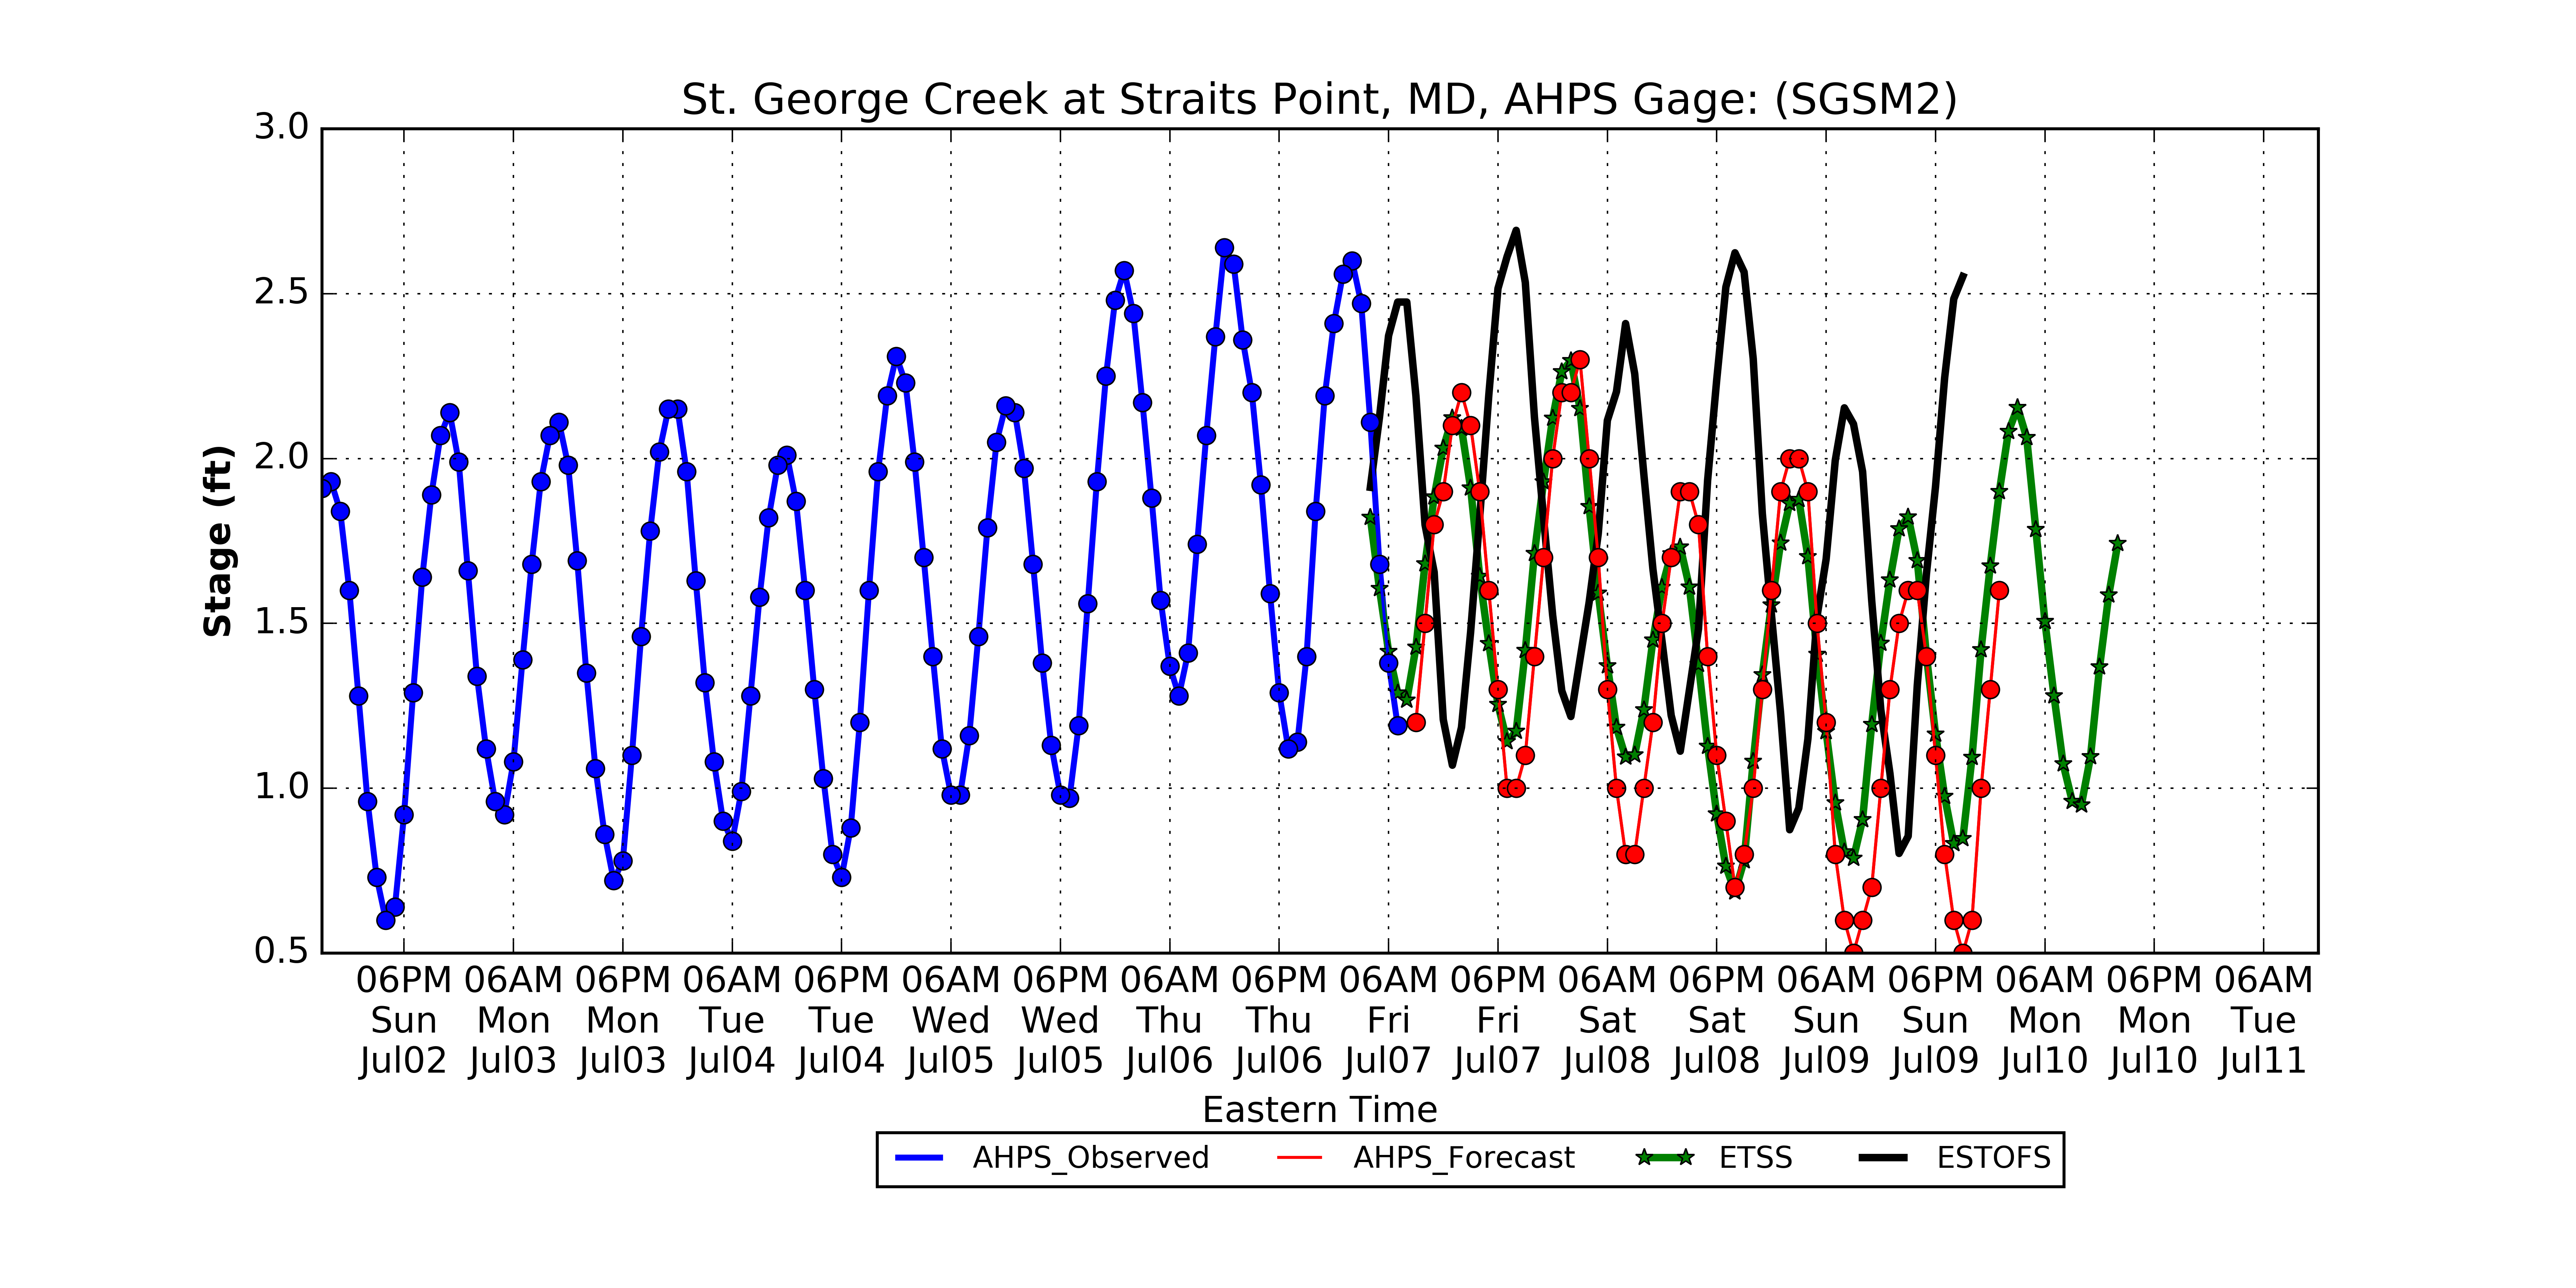 St. George Creek at Straits Point, MD, AHPS Gage: (SGSM2)
3.0
2.5
2.0
1.5
1.0
0.5
Stage (ft)
06PM 06AM 06PM 06AM 06PM 06AM 06PM 06AM 06PM 06AM 06PM 06AM 06PM 06AM 06PM 06AM 06PM 06AM
Sun Mon Mon Tue Tue Wed Wed Thu Thu Fri Fri Sat Sat Sun Sun Mon Mon Tue
Jul02 Jul03 Jul03 Jul04 Jul04 Jul05 Jul05 Jul06 Jul06 Jul07 Jul07 Jul08 Jul08 Jul09 Jul09 Jul10 Jul10 Jul11
Eastern Time
AHPS_Observed AHPS_Forecast ETSS ESTOFS